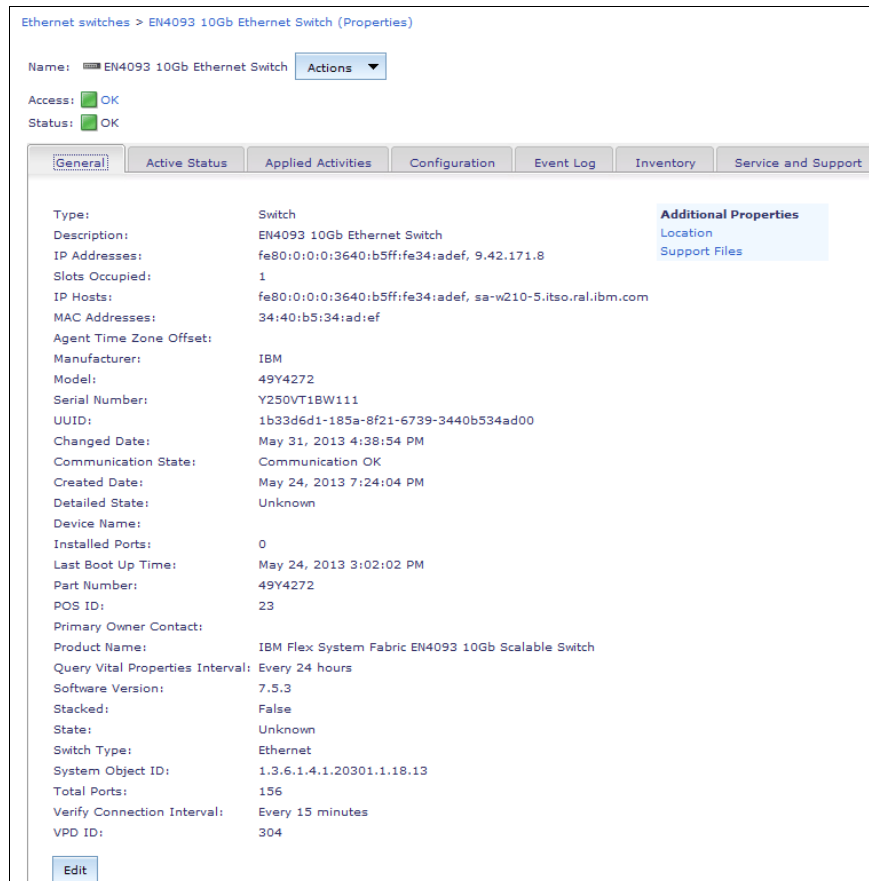 Ethernet switches > EN4093 10Gb Ethernet Switch (Properties)
Name: EN4093 10Gb Ethernet Switch Actions
Access: OK
Status: OK
General Active Status Applied Activities Configuration Event Log Inventory Service and Support
Type: Switch Additional Properties
Description: EN4093 10Gb Ethernet Switch Location
IP Addresses: fe80:0:0:0:3640:b5ff:fe34:adef, 9.42.171.8 Support Files
Slots Occupied: 1
IP Hosts: fe80:0:0:0:3640:b5ff:fe34:adef, sa-w210-5.itso.ral.ibm.com
MAC Addresses: 34:40:b5:34:ad:ef
Agent Time Zone Offset:
Manufacturer: IBM
Model: 49Y4272
Serial Number: Y250VT1BW111
UUID: 1b33d6d1-185a-8f21-6739-3440b534ad00
Changed Date: May 31, 2013 4:38:54 PM
Communication State: Communication OK
Created Date: May 24, 2013 7:24:04 PM
Detailed State: Unknown
Device Name:
Installed Ports: 0
Last Boot Up Time: May 24, 2013 3:02:02 PM
Part Number: 49Y4272
POS ID: 23
Primary Owner Contact:
Product Name: IBM Flex System Fabric EN4093 10Gb Scalable Switch
Query Vital Properties Interval: Every 24 hours
Software Version: 7.5.3
Stacked: False
State: Unknown
Switch Type: Ethernet
System Object ID: 1.3.6.1.4.1.20301.1.18.13
Total Ports: 156
Verify Connection Interval: Every 15 minutes
VPD ID: 304
Edit